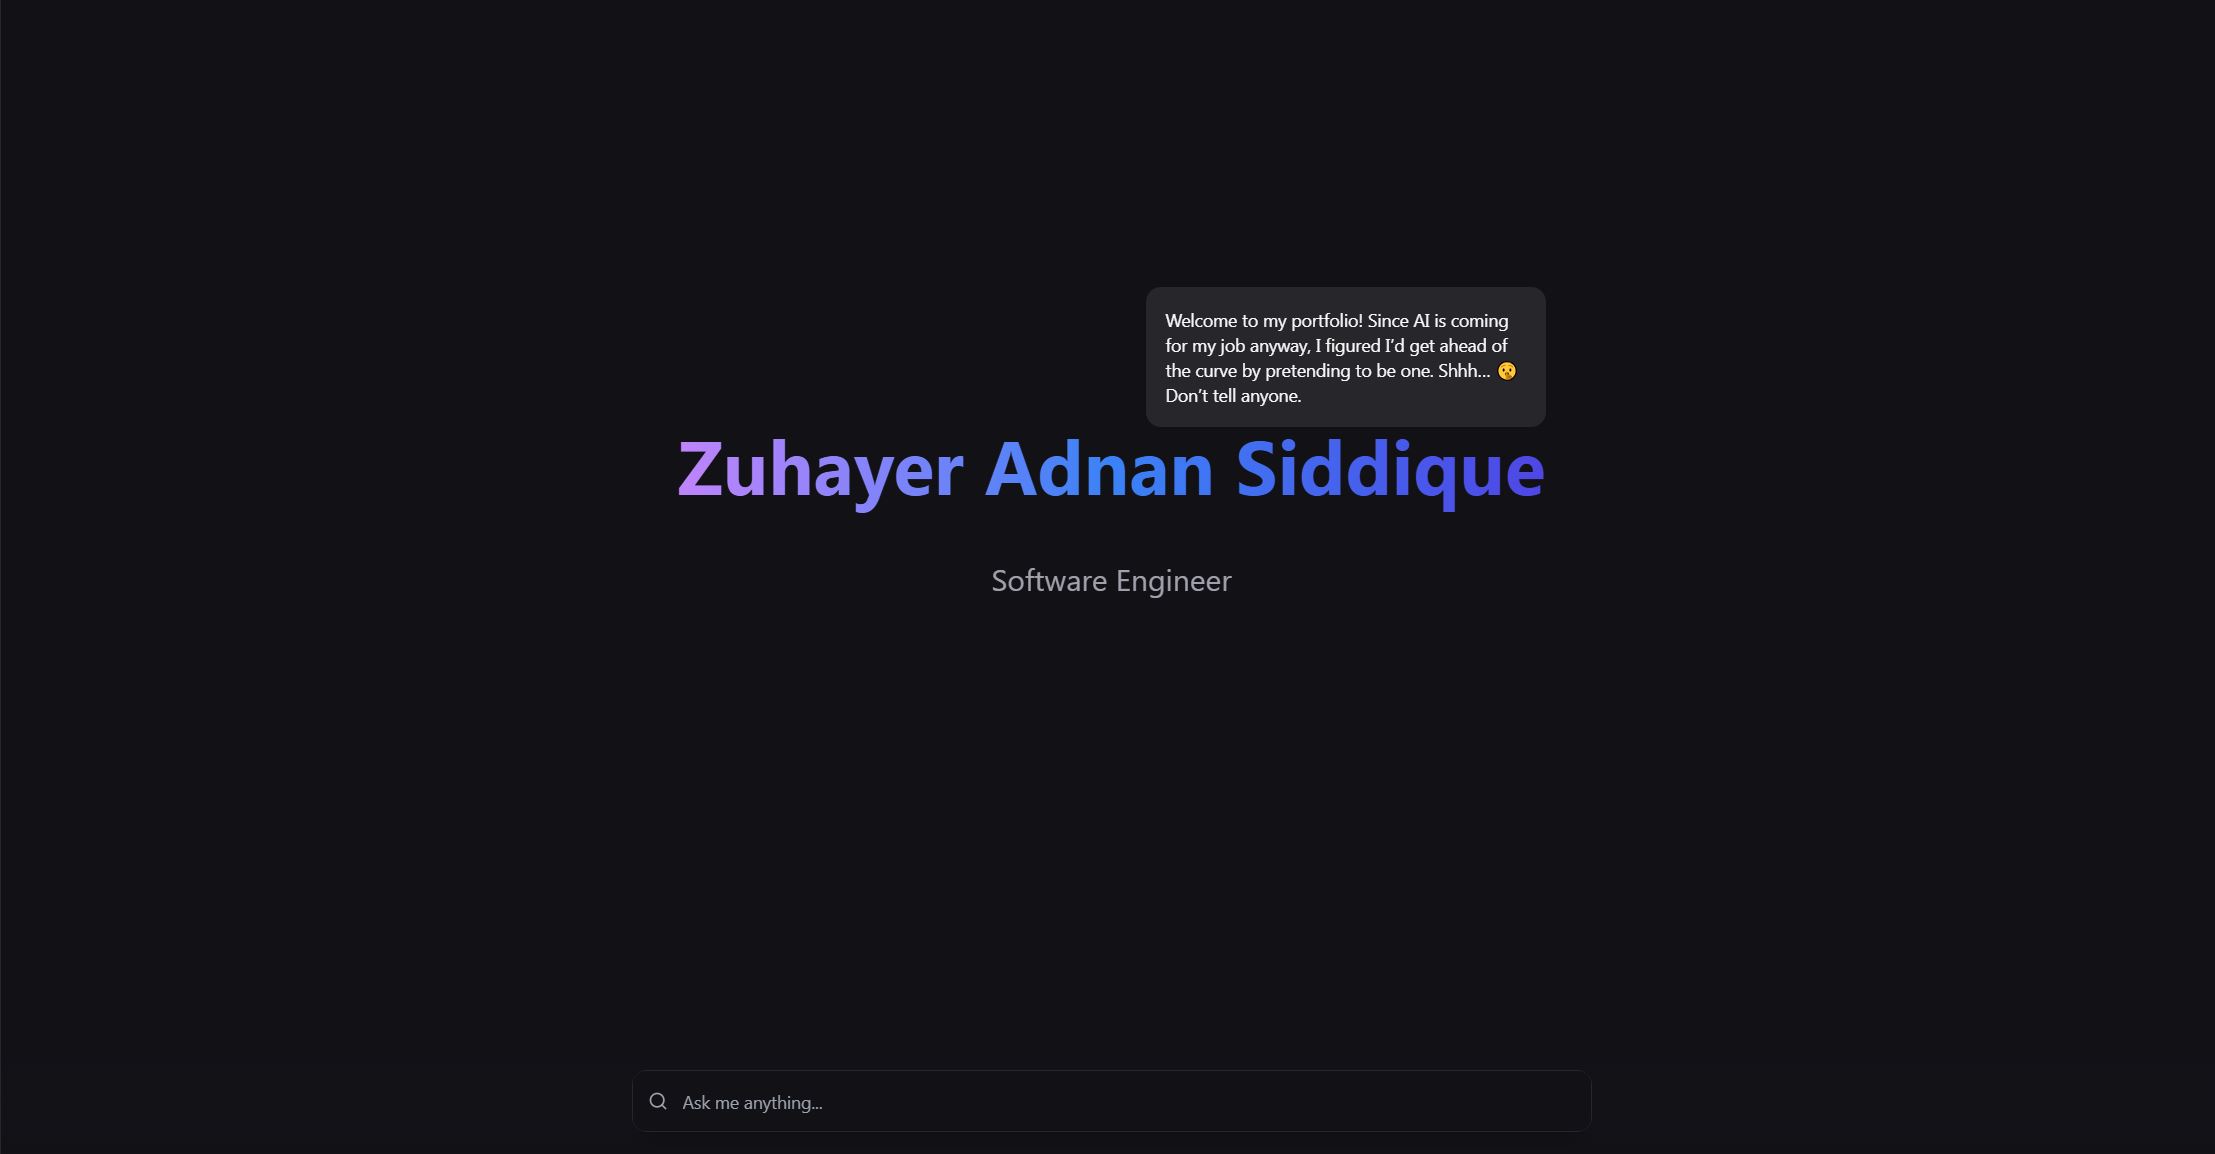 Welcome to my portfolio! Since AI is coming
for my job anyway, I figured I’d get ahead of
the curve by pretending to be one. Shhh... 🤫
Don’t tell anyone.
Zuhayer Adnan Siddique
Software Engineer
Ask me anything...